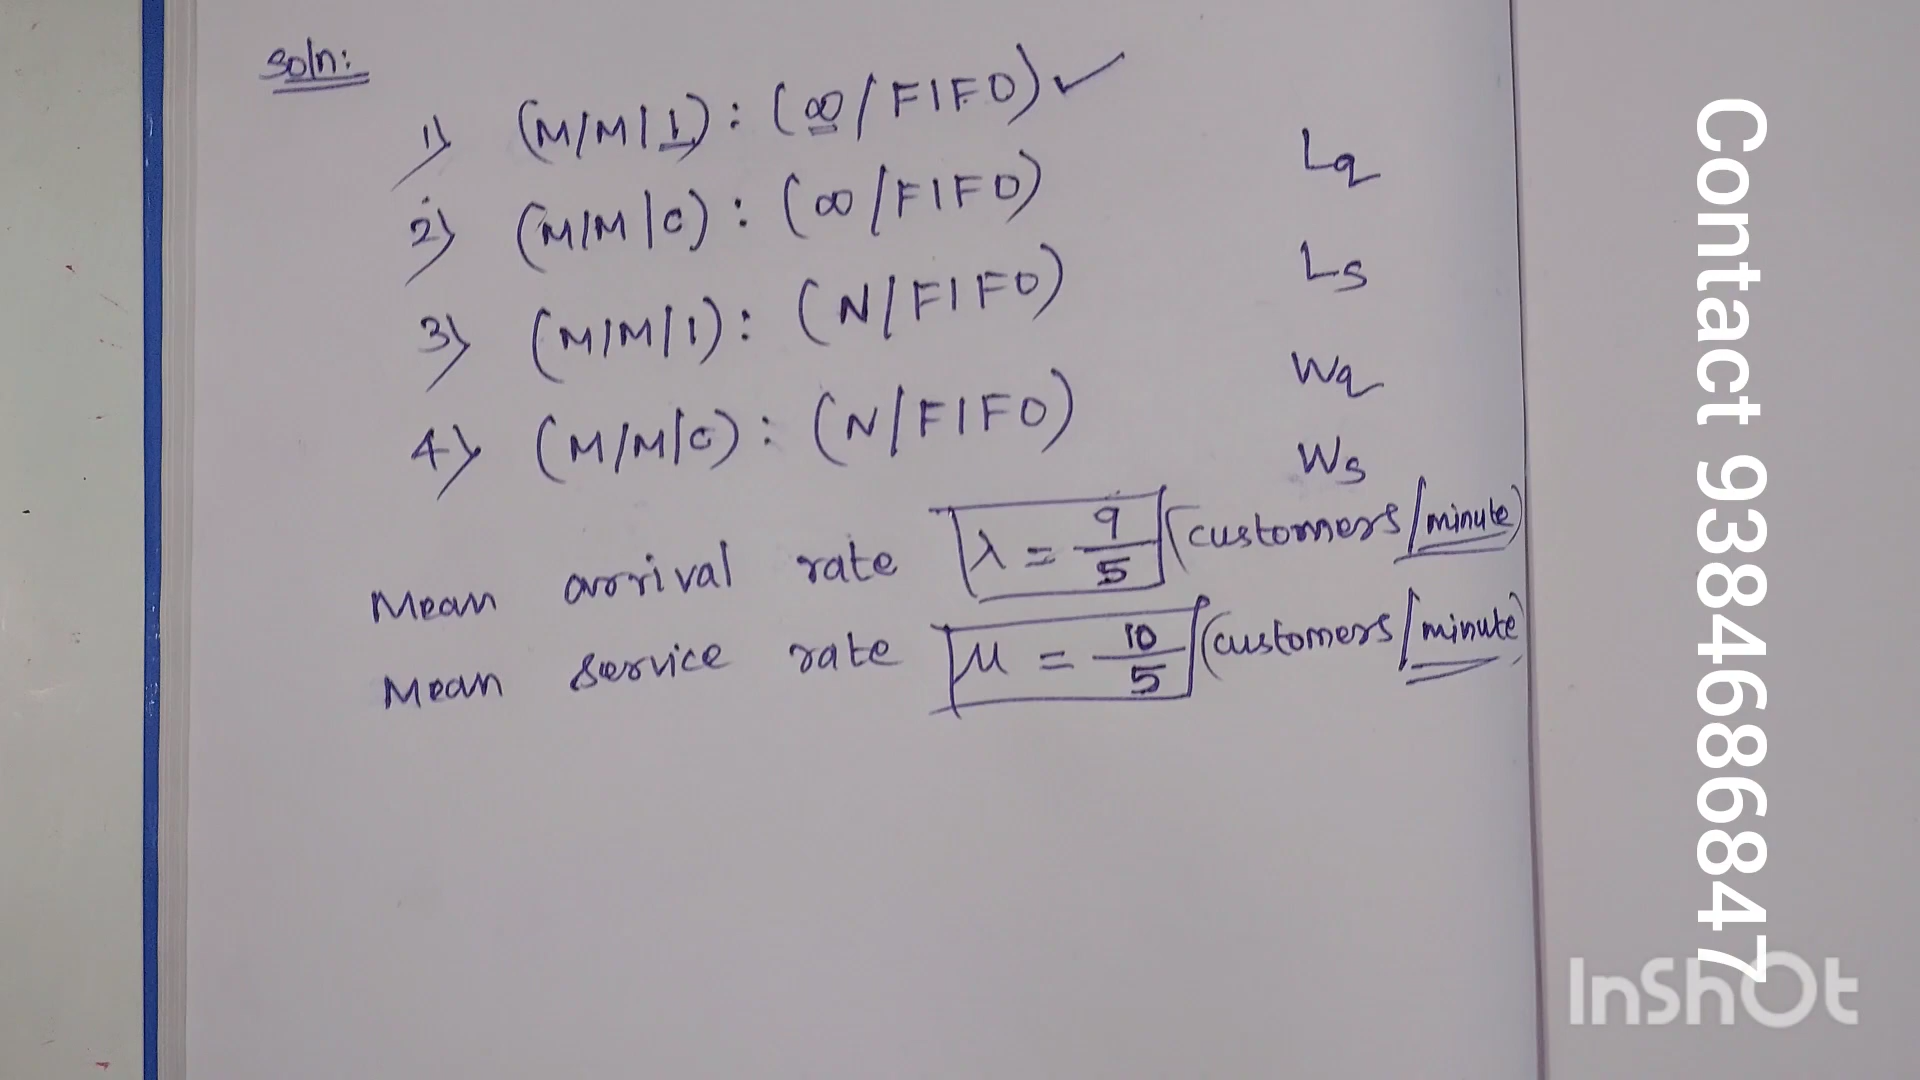 Soln:
1) (M/M/1) : (∞/FIFO) ✓
2) (M/M/C) : (∞/FIFO)
3) (M/M/1) : (N/FIFO)
4) (M/M/C) : (N/FIFO)
Lq
Ls
Wq
Ws
Mean arrival rate λ = 9/5 (customers/minute)
Mean service rate μ = 10/5 (customers/minute)
Contact 9384686847
InShOt